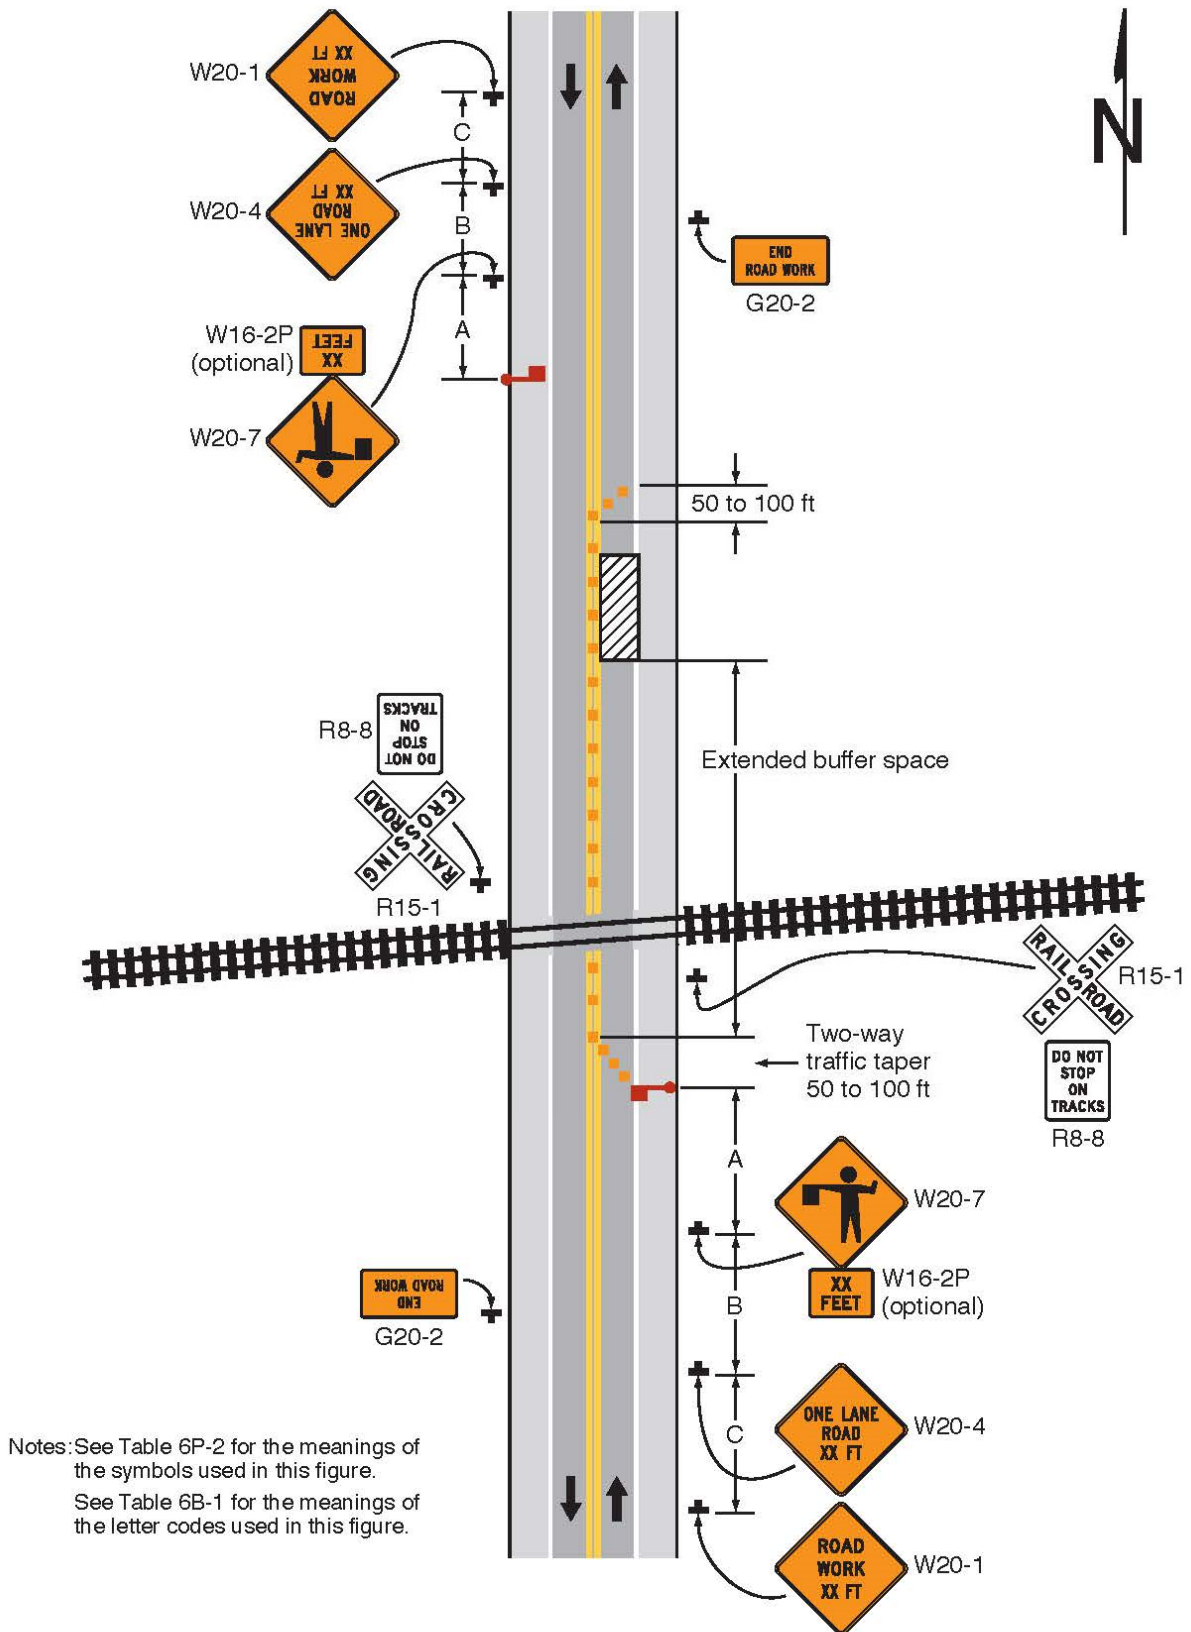 W20-1
ROAD
WORK
XX FT
C
W20-4
ONE LANE
ROAD
XX FT
B
END
ROAD WORK
G20-2
W16-2P
(optional)
XX
FEET
A
W20-7
N
50 to 100 ft
R8-8
DO NOT
STOP
ON
TRACKS
Extended buffer space
RAILROAD
CROSSING
R15-1
RAILROAD
CROSSING
R15-1
Two-way
traffic taper
50 to 100 ft
DO NOT
STOP
ON
TRACKS
R8-8
A
W20-7
END
ROAD WORK
G20-2
B
XX
FEET
W16-2P
(optional)
C
ONE LANE
ROAD
XX FT
W20-4
Notes: See Table 6P-2 for the meanings of
the symbols used in this figure.
See Table 6B-1 for the meanings of
the letter codes used in this figure.
ROAD
WORK
XX FT
W20-1